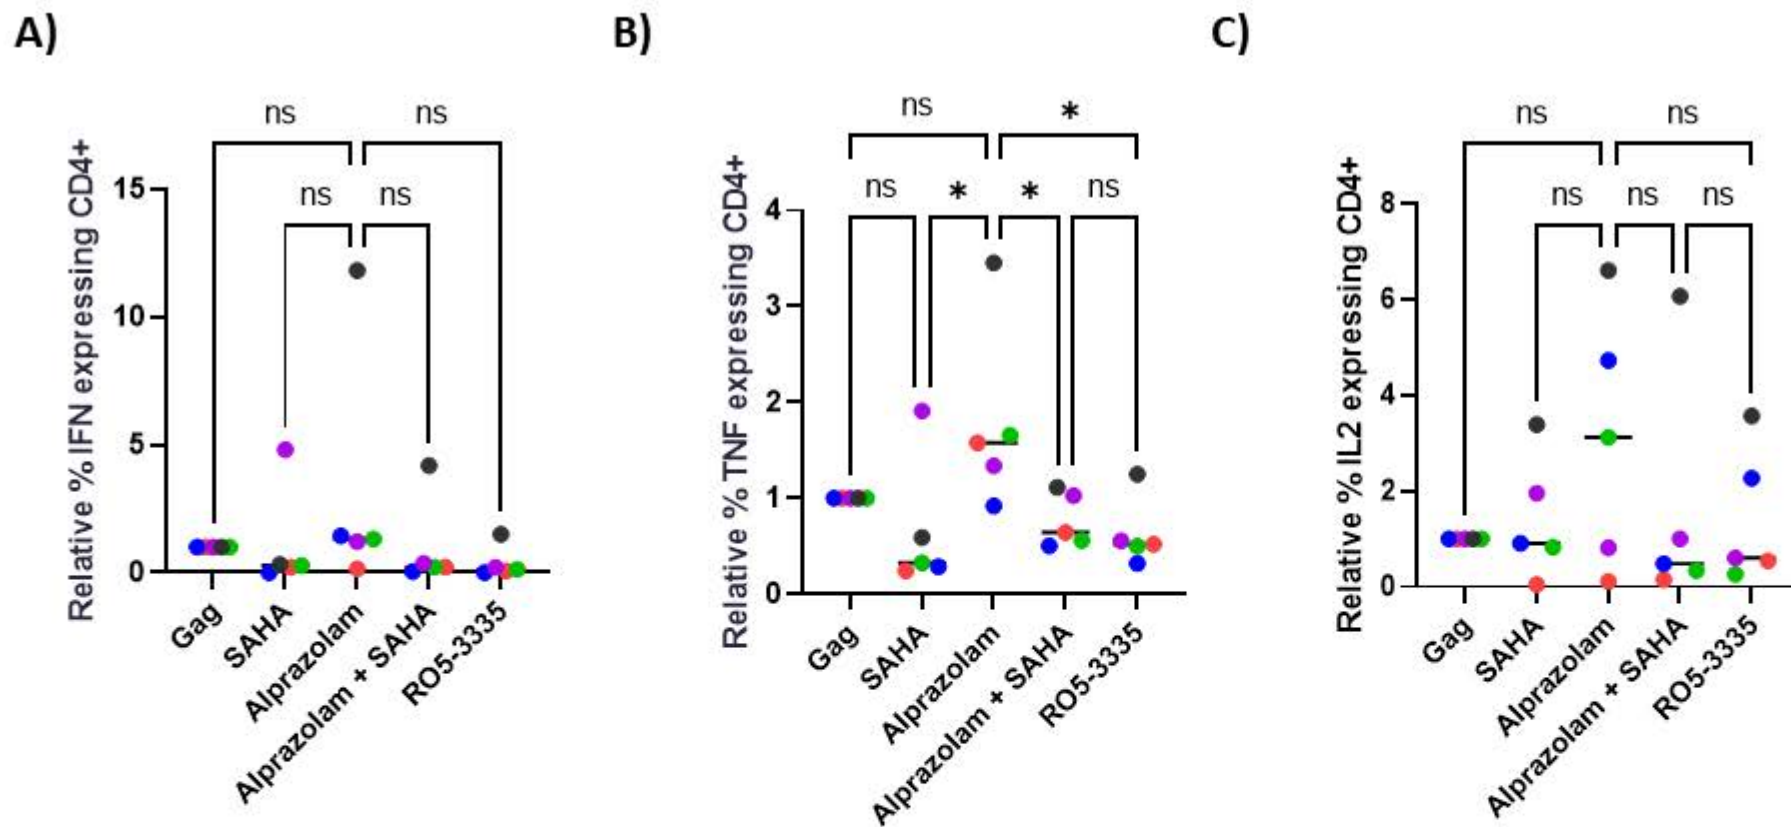 A)
Relative % IFN expressing CD4+
ns
ns
ns
ns
15
10
5
0
Gag
SAHA
Alprazolam
Alprazolam + SAHA
RO5-3335
B)
Relative % TNF expressing CD4+
ns
*
ns
*
*
ns
4
3
2
1
0
Gag
SAHA
Alprazolam
Alprazolam + SAHA
RO5-3335
C)
Relative % IL2 expressing CD4+
ns
ns
ns
ns
ns
8
6
4
2
0
Gag
SAHA
Alprazolam
Alprazolam + SAHA
RO5-3335